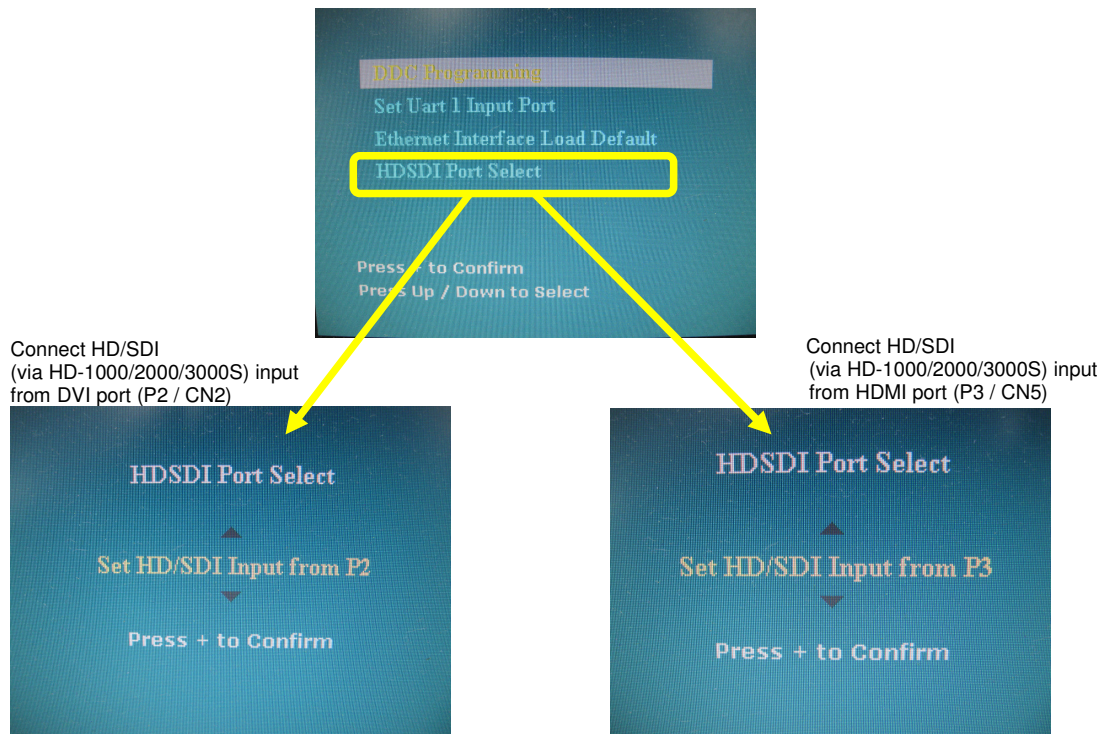 DDC Programming
Set Uart 1 Input Port
Ethernet Interface Load Default
HDSDI Port Select
Press + to Confirm
Press Up / Down to Select
Connect HD/SDI
(via HD-1000/2000/3000S) input
from DVI port (P2 / CN2)
Connect HD/SDI
(via HD-1000/2000/3000S) input
from HDMI port (P3 / CN5)
HDSDI Port Select
Set HD/SDI Input from P2
Press + to Confirm
HDSDI Port Select
Set HD/SDI Input from P3
Press + to Confirm